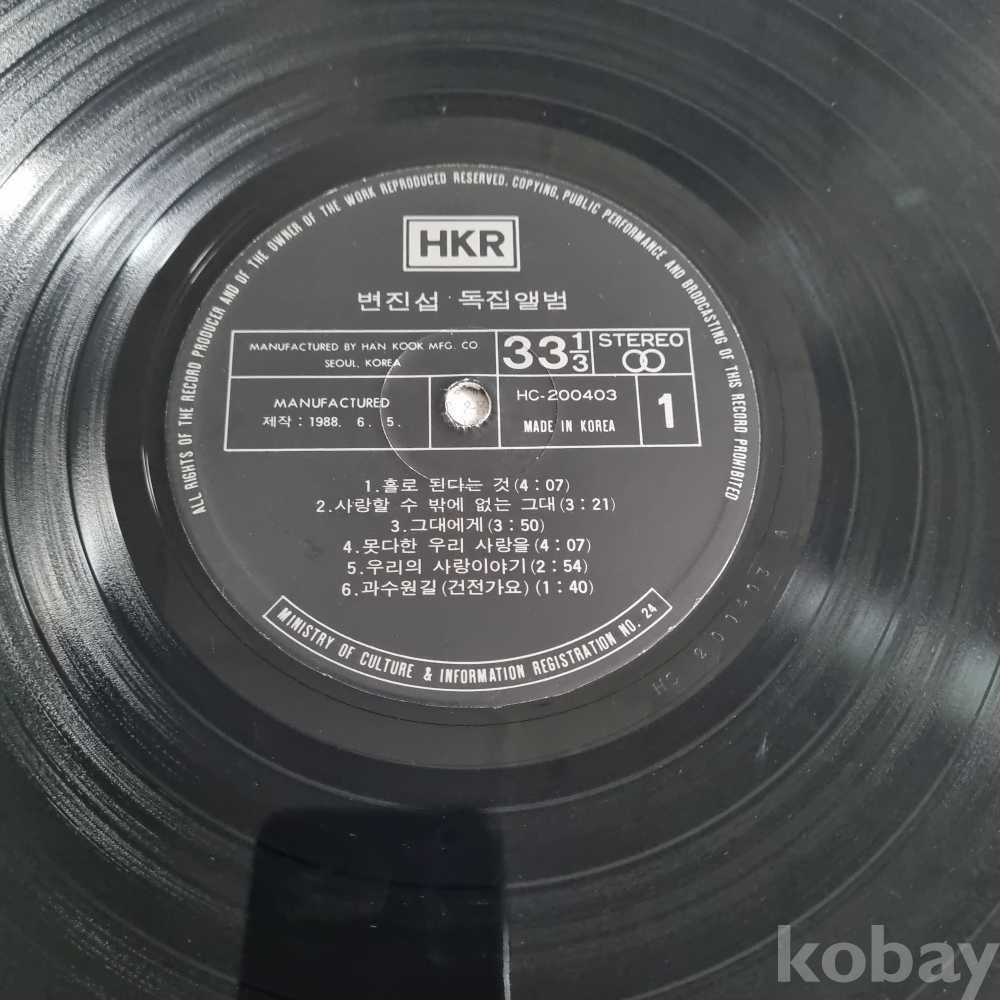 ALL RIGHTS OF THE RECORD PRODUCER AND OF THE OWNER OF THE WORK REPRODUCED RESERVED. COPYING, PUBLIC PERFORMANCE AND BRODCASTING OF THIS RECORD PROHIBITED
HKR
변진섭 독집앨범
MANUFACTURED BY HAN KOOK MFG. CO.
SEOUL, KOREA
33 1/3
STEREO
MANUFACTURED
제작 : 1988. 6. 5.
HC-200403
MADE IN KOREA
1
1.홀로 된다는 것(4 : 07)
2.사랑할 수 밖에 없는 그대(3 : 21)
3.그대에게(3 : 50)
4.못다한 우리 사랑을(4 : 07)
5.우리의 사랑이야기(2 : 54)
6.과수원길(건전가요)(1 : 40)
MINISTRY OF CULTURE & INFORMATION REGISTRATION NO. 24
HC 200403 1
kobay